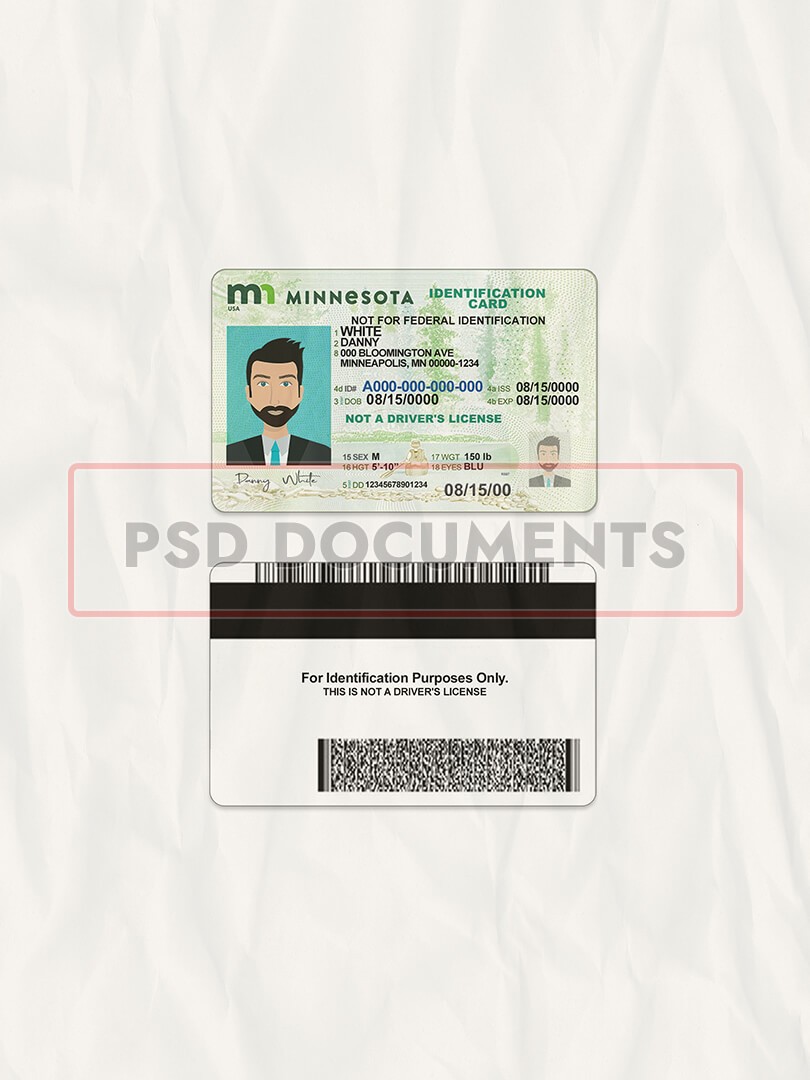 mn MINNESOTA IDENTIFICATION CARD
USA
NOT FOR FEDERAL IDENTIFICATION
1 WHITE
2 DANNY
8 000 BLOOMINGTON AVE
MINNEAPOLIS, MN 00000-1234
4d ID# A000-000-000-000 4a ISS 08/15/0000
3 DOB 08/15/0000 4b EXP 08/15/0000
NOT A DRIVER'S LICENSE
15 SEX M 17 WGT 150 lb
16 HGT 5'-10" 18 EYES BLU
Danny White
5 DD 12345678901234 08/15/00
PSD DOCUMENTS
For Identification Purposes Only.
THIS IS NOT A DRIVER'S LICENSE